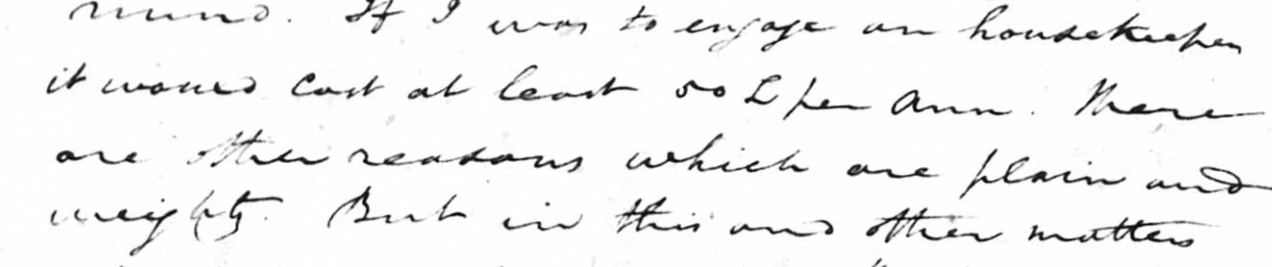 mind. If I was to engage an housekeeper
it would cost at least 50 L per Ann. There
are other reasons which are plain and
weighty. But in this and other matters